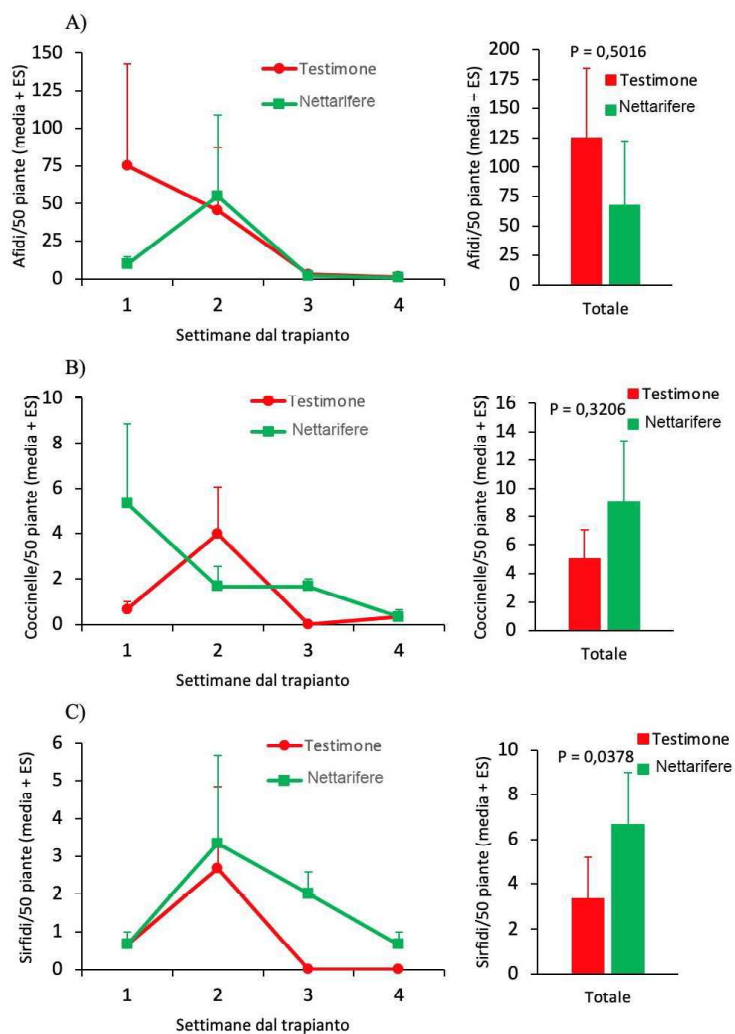 A)
Afidi/50 piante (media + ES)
150
125
100
75
50
25
0
1 2 3 4
Settimane dal trapianto
Testimone
Nettarifere
Afidi/50 piante (media – ES)
200
175
150
125
100
75
50
25
0
P = 0,5016
Testimone
Nettarifere
Totale
B)
Coccinelle/50 piante (media + ES)
10
8
6
4
2
0
1 2 3 4
Settimane dal trapianto
Testimone
Nettarifere
Coccinelle/50 piante (media + ES)
16
14
12
10
8
6
4
2
0
Testimone
P = 0,3206
Nettarifere
Totale
C)
Sirfidi/50 piante (media + ES)
6
5
4
3
2
1
0
1 2 3 4
Settimane dal trapianto
Testimone
Nettarifere
Sirfidi/50 piante (media + ES)
10
8
6
4
2
0
Testimone
P = 0,0378
Nettarifere
Totale